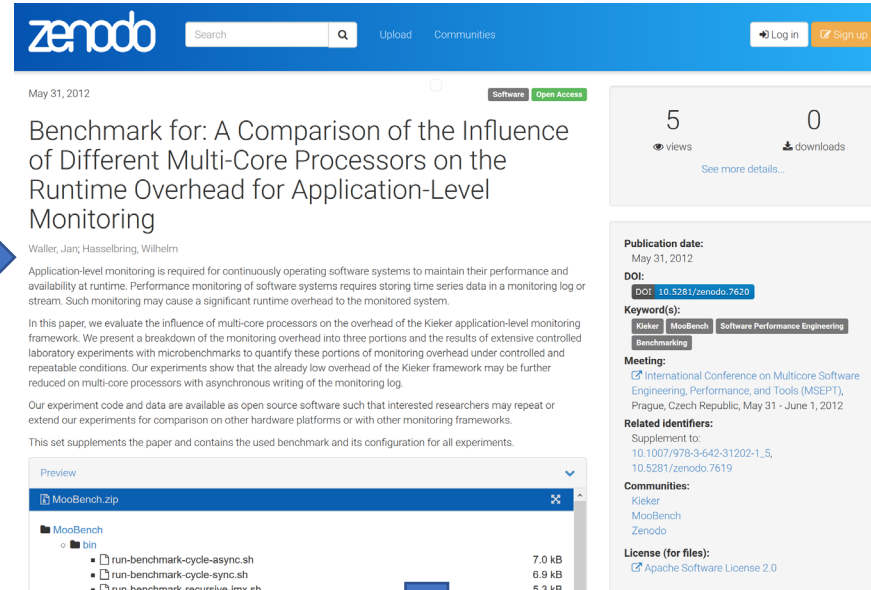 zenodo
Search
Upload
Communities
Log in
Sign up
May 31, 2012
Software
Open Access
Benchmark for: A Comparison of the Influence
of Different Multi-Core Processors on the
Runtime Overhead for Application-Level
Monitoring
Waller, Jan; Hasselbring, Wilhelm
Application-level monitoring is required for continuously operating software systems to maintain their performance and
availability at runtime. Performance monitoring of software systems requires storing time series data in a monitoring log or
stream. Such monitoring may cause a significant runtime overhead to the monitored system.
In this paper, we evaluate the influence of multi-core processors on the overhead of the Kieker application-level monitoring
framework. We present a breakdown of the monitoring overhead into three portions and the results of extensive controlled
laboratory experiments with microbenchmarks to quantify these portions of monitoring overhead under controlled and
repeatable conditions. Our experiments show that the already low overhead of the Kieker framework may be further
reduced on multi-core processors with asynchronous writing of the monitoring log.
Our experiment code and data are available as open source software such that interested researchers may repeat or
extend our experiments for comparison on other hardware platforms or with other monitoring frameworks.
This set supplements the paper and contains the used benchmark and its configuration for all experiments.
Preview
MooBench.zip
MooBench
bin
run-benchmark-cycle-async.sh 7.0 kB
run-benchmark-cycle-sync.sh 6.9 kB
run-benchmark-recursive-jmx.sh 5.3 kB
5
views
0
downloads
See more details...
Publication date:
May 31, 2012
DOI:
DOI 10.5281/zenodo.7620
Keyword(s):
Kieker MooBench Software Performance Engineering
Benchmarking
Meeting:
International Conference on Multicore Software
Engineering, Performance, and Tools (MSEPT),
Prague, Czech Republic, May 31 - June 1, 2012
Related identifiers:
Supplement to:
10.1007/978-3-642-31202-1_5,
10.5281/zenodo.7619
Communities:
Kieker
MooBench
Zenodo
License (for files):
Apache Software License 2.0